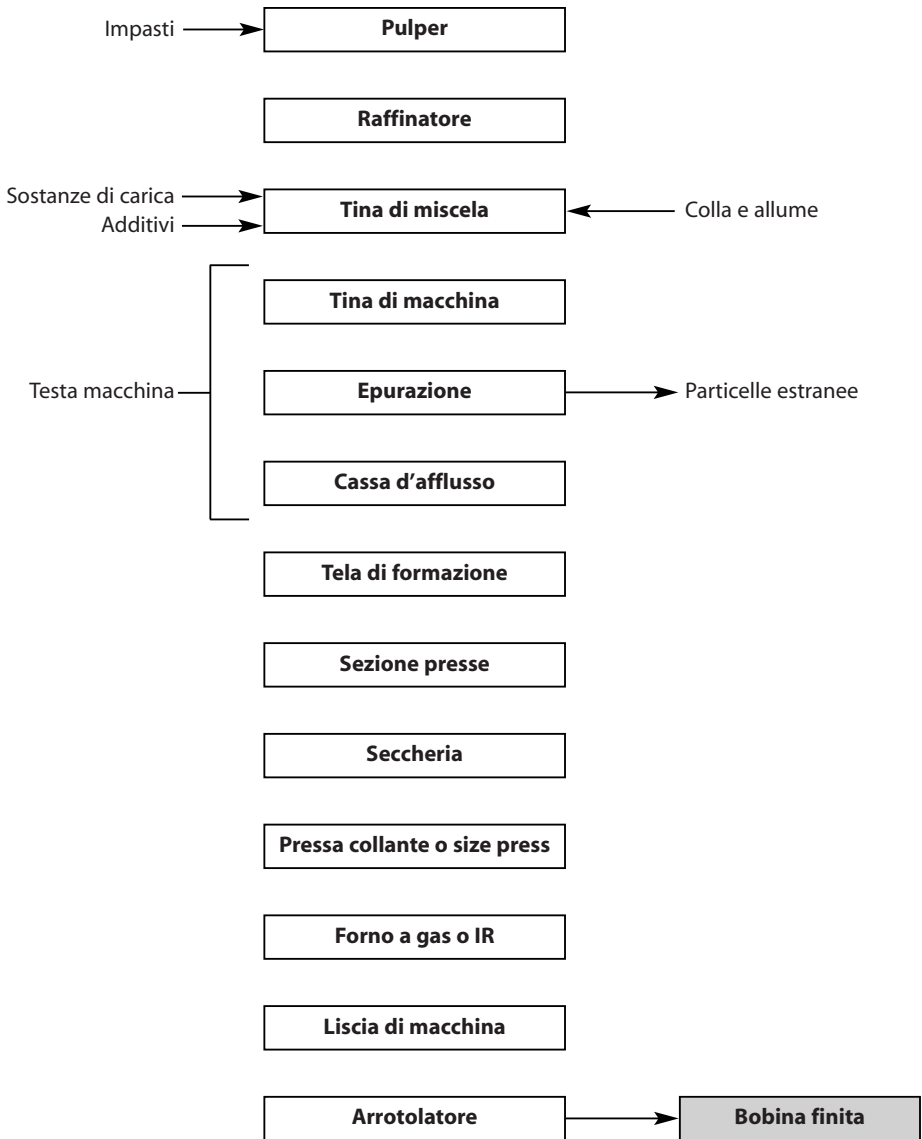 Impasti
Pulper
Raffinatore
Sostanze di carica
Additivi
Tina di miscela
Colla e allume
Tina di macchina
Testa macchina
Epurazione
Particelle estranee
Cassa d’afflusso
Tela di formazione
Sezione presse
Seccheria
Pressa collante o size press
Forno a gas o IR
Liscia di macchina
Arrotolatore
Bobina finita